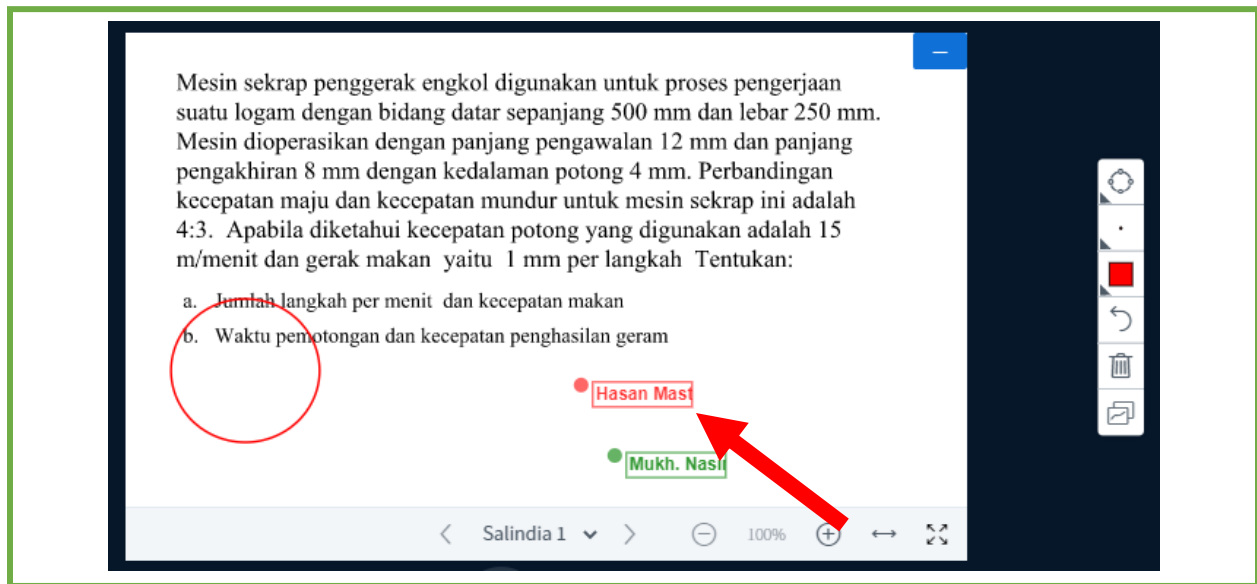 Mesin sekrap penggerak engkol digunakan untuk proses pengerjaan
suatu logam dengan bidang datar sepanjang 500 mm dan lebar 250 mm.
Mesin dioperasikan dengan panjang pengawalan 12 mm dan panjang
pengakhiran 8 mm dengan kedalaman potong 4 mm. Perbandingan
kecepatan maju dan kecepatan mundur untuk mesin sekrap ini adalah
4:3. Apabila diketahui kecepatan potong yang digunakan adalah 15
m/menit dan gerak makan yaitu 1 mm per langkah Tentukan:
a. Jumlah langkah per menit dan kecepatan makan
b. Waktu pemotongan dan kecepatan penghasilan geram
Hasan Mast
Mukh. Nasi
Salindia 1
100%